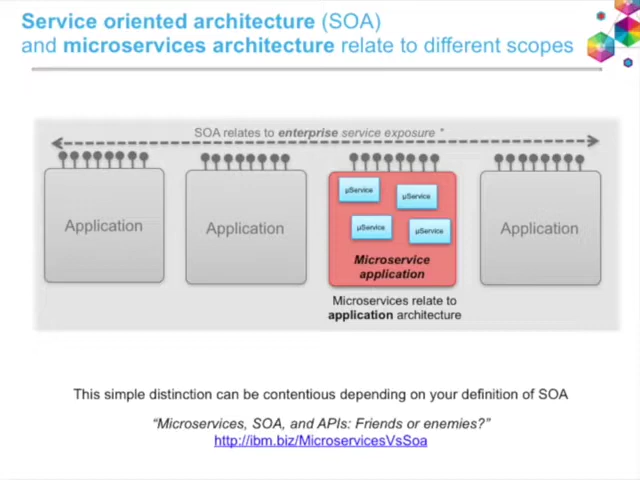 Service oriented architecture (SOA)
and microservices architecture relate to different scopes
SOA relates to enterprise service exposure *
Application
Application
µService
µService
µService
µService
Microservice
application
Application
Microservices relate to
application architecture
This simple distinction can be contentious depending on your definition of SOA
“Microservices, SOA, and APIs: Friends or enemies?”
http://ibm.biz/MicroservicesVsSoa